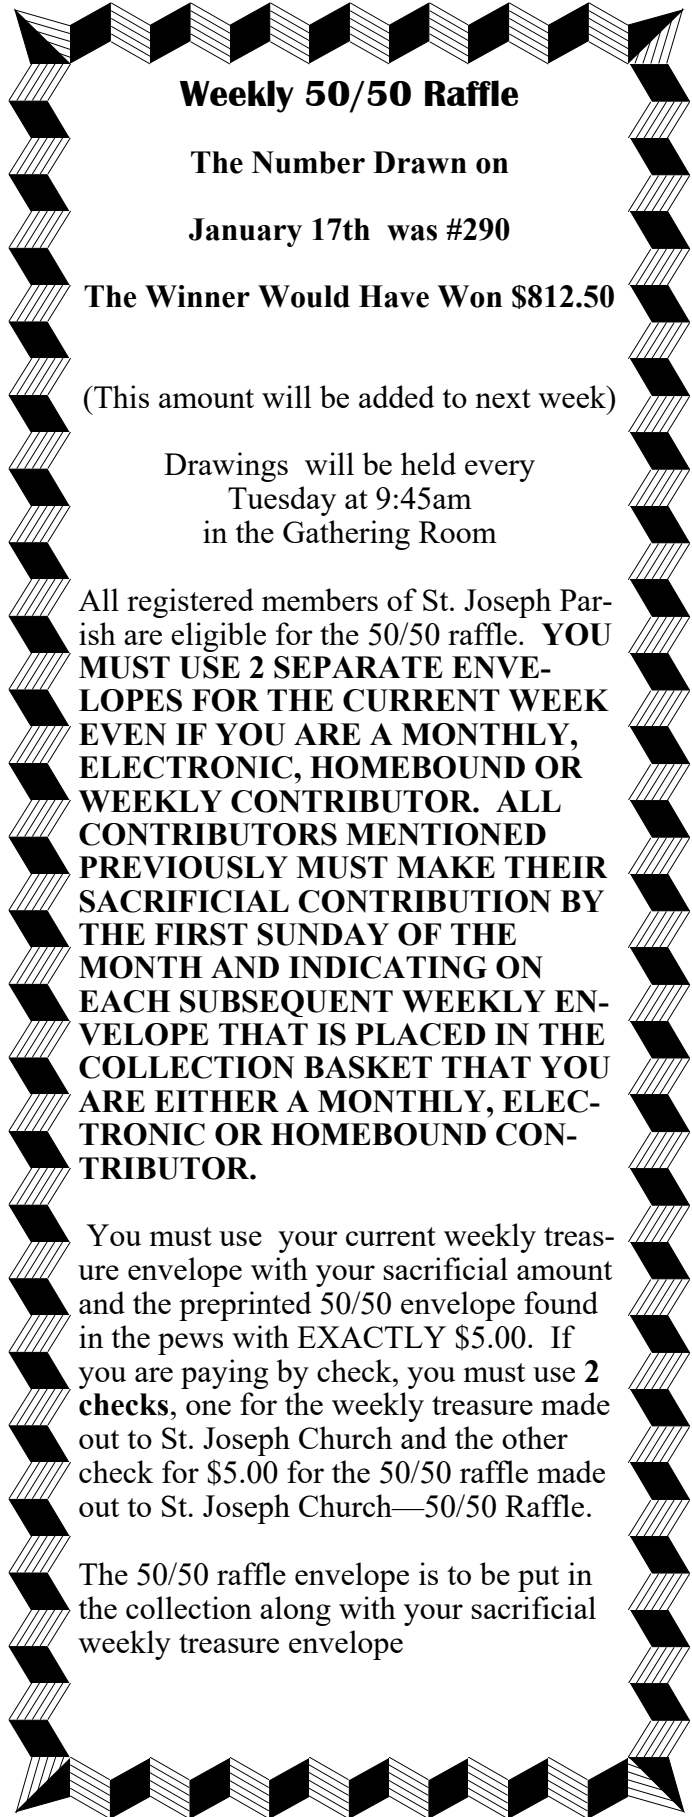 Weekly 50/50 Raffle
The Number Drawn on
January 17th  was #290
The Winner Would Have Won $812.50
(This amount will be added to next week)
Drawings  will be held every
Tuesday at 9:45am
in the Gathering Room
All registered members of St. Joseph Par-
ish are eligible for the 50/50 raffle.  YOU
MUST USE 2 SEPARATE ENVE-
LOPES FOR THE CURRENT WEEK
EVEN IF YOU ARE A MONTHLY,
ELECTRONIC, HOMEBOUND OR
WEEKLY CONTRIBUTOR.  ALL
CONTRIBUTORS MENTIONED
PREVIOUSLY MUST MAKE THEIR
SACRIFICIAL CONTRIBUTION BY
THE FIRST SUNDAY OF THE
MONTH AND INDICATING ON
EACH SUBSEQUENT WEEKLY EN-
VELOPE THAT IS PLACED IN THE
COLLECTION BASKET THAT YOU
ARE EITHER A MONTHLY, ELEC-
TRONIC OR HOMEBOUND CON-
TRIBUTOR.
You must use  your current weekly treas-
ure envelope with your sacrificial amount
and the preprinted 50/50 envelope found
in the pews with EXACTLY $5.00.  If
you are paying by check, you must use 2
checks, one for the weekly treasure made
out to St. Joseph Church and the other
check for $5.00 for the 50/50 raffle made
out to St. Joseph Church—50/50 Raffle.
The 50/50 raffle envelope is to be put in
the collection along with your sacrificial
weekly treasure envelope